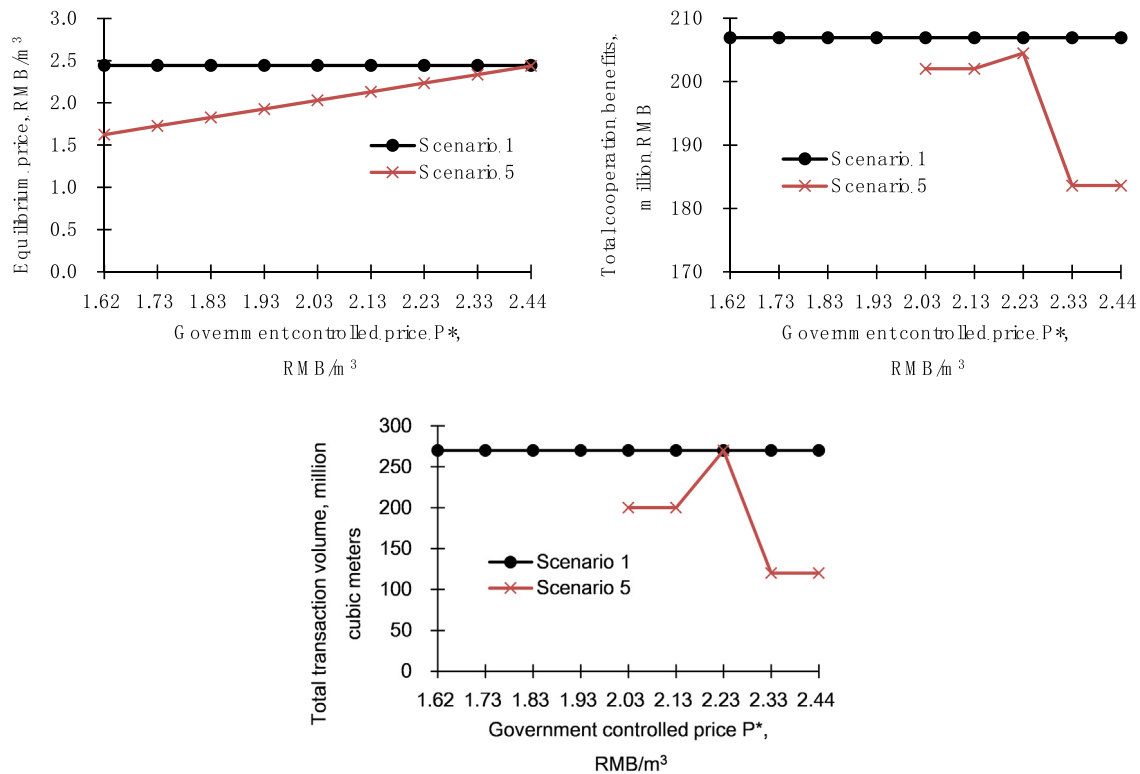 Equilibrium price, RMB/m³
3.0
2.5
2.0
1.5
1.0
0.5
0.0
Scenario 1
Scenario 5
1.62 1.73 1.83 1.93 2.03 2.13 2.23 2.33 2.44
Government controlled price P*,
RMB/m³
Total cooperation benefits,
million RMB
210
200
190
180
170
Scenario 1
Scenario 5
1.62 1.73 1.83 1.93 2.03 2.13 2.23 2.33 2.44
Government controlled price P*,
RMB/m³
Total transaction volume, million
cubic meters
300
250
200
150
100
50
0
Scenario 1
Scenario 5
1.62 1.73 1.83 1.93 2.03 2.13 2.23 2.33 2.44
Government controlled price P*,
RMB/m³